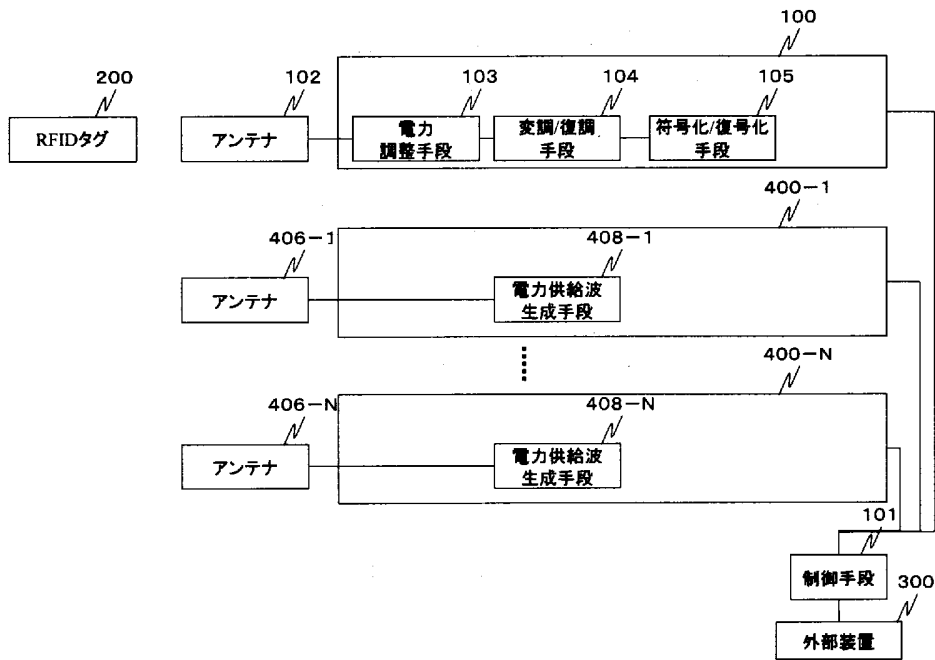 100
200
102
103
104
105
RFIDタグ
アンテナ
電力
調整手段
変調/復調
手段
符号化/復号化
手段
400-1
406-1
408-1
アンテナ
電力供給波
生成手段
400-N
406-N
408-N
アンテナ
電力供給波
生成手段
101
制御手段
300
外部装置